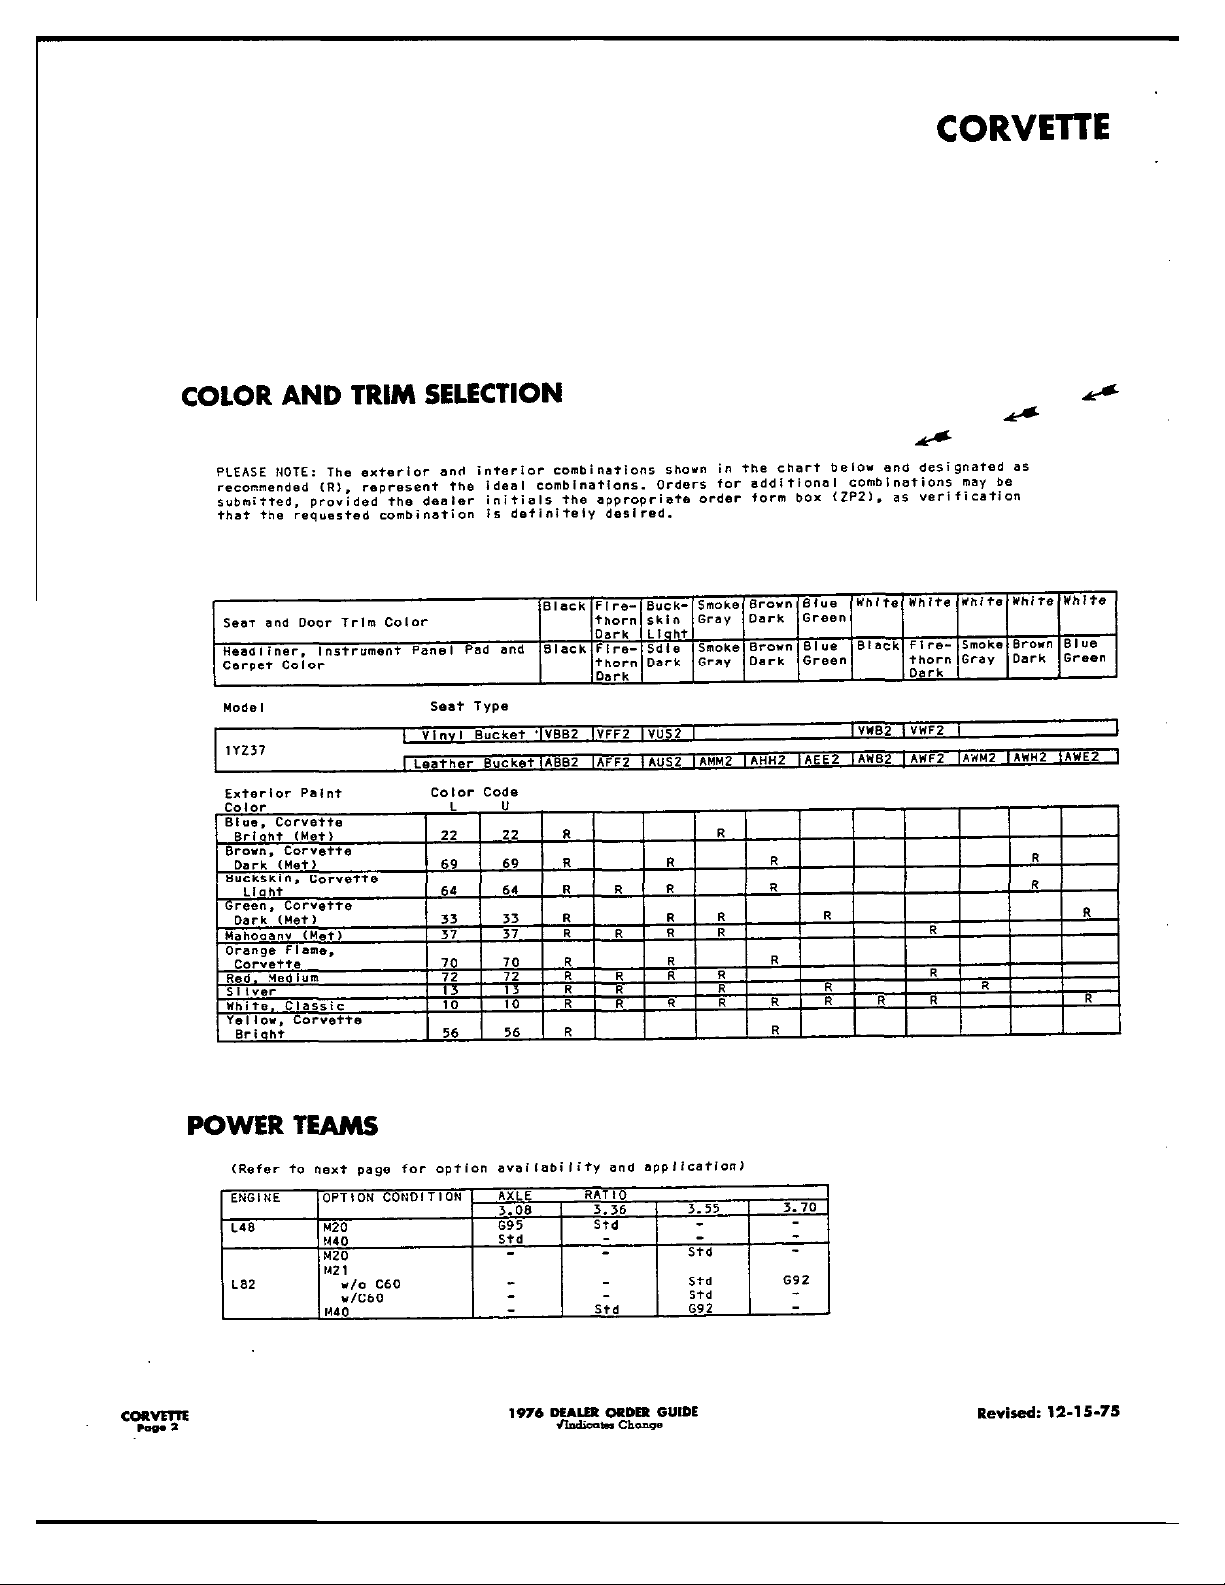 CORVETTE
COLOR AND TRIM SELECTION
PLEASE NOTE: The exterior and interior combinations shown in the chart below and designated as
recommended (R), represent the ideal combinations. Orders for additional combinations may be
submitted, provided the dealer initials the appropriate order form box (ZP2), as verification
that the requested combination is definitely desired.
Seat and Door Trim Color Black Fire-thorn Dark Buck-skin Light Smoke Gray Brown Dark Blue Green White White White White White
Headliner, Instrument Panel Pad and Carpet Color Black Fire-thorn Dark Sdle Dark Smoke Gray Brown Dark Blue Green Black Fire-thorn Dark Smoke Gray Brown Dark Blue Green
Model Seat Type
1YZ37
Vinyl Bucket VBB2 VFF2 VUS2 VWB2 VWF2
Leather Bucket ABB2 AFF2 AUS2 AMM2 AHH2 AEE2 AWB2 AWF2 AWM2 AWH2 AWE2
Exterior Paint Color Code
Color L U
Blue, Corvette
Bright (Met) 22 22 R R
Brown, Corvette
Dark (Met) 69 69 R R R R
Buckskin, Corvette
Light 64 64 R R R R R
Green, Corvette
Dark (Met) 33 33 R R R R R
Mahogany (Met) 37 37 R R R R R
Orange Flame,
Corvette 70 70 R R R
Red, Medium 72 72 R R R R R
Silver 13 13 R R R R R
White, Classic 10 10 R R R R R R R R R
Yellow, Corvette
Bright 56 56 R R
POWER TEAMS
(Refer to next page for option availability and application)
ENGINE OPTION CONDITION AXLE RATIO
3.08 3.36 3.55 3.70
L48 M20 G95 Std - -
M40 Std - - -
M20 - - Std -
M21
L82 w/o C60 - - Std G92
w/C60 - - Std -
M40 - Std G92 -
CORVETTE
Page 2
1976 DEALER ORDER GUIDE
√Indicates Change
Revised: 12-15-75